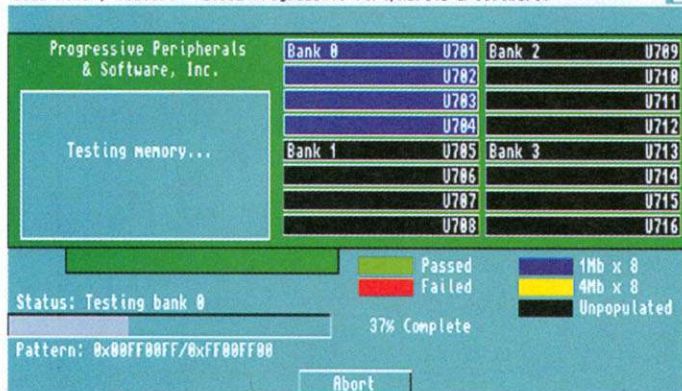 Progressive Peripherals
& Software, Inc.
Testing memory...
Bank 0 U701
U702
U703
U704
Bank 1 U705
U706
U707
U708
Bank 2 U709
U710
U711
U712
Bank 3 U713
U714
U715
U716
Passed
Failed
1Mb x 8
4Mb x 8
Unpopulated
Status: Testing bank 0
37% Complete
Pattern: 0x00FF00FF/0xFF00FF00
Abort